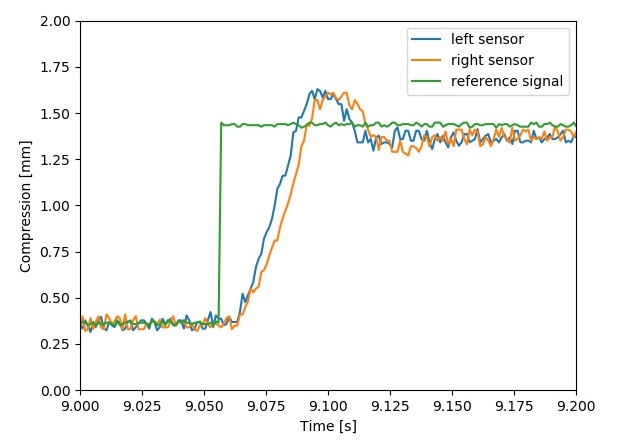 2.00
1.75
1.50
1.25
1.00
0.75
0.50
0.25
0.00
Compression [mm]
left sensor
right sensor
reference signal
9.000 9.025 9.050 9.075 9.100 9.125 9.150 9.175 9.200
Time [s]